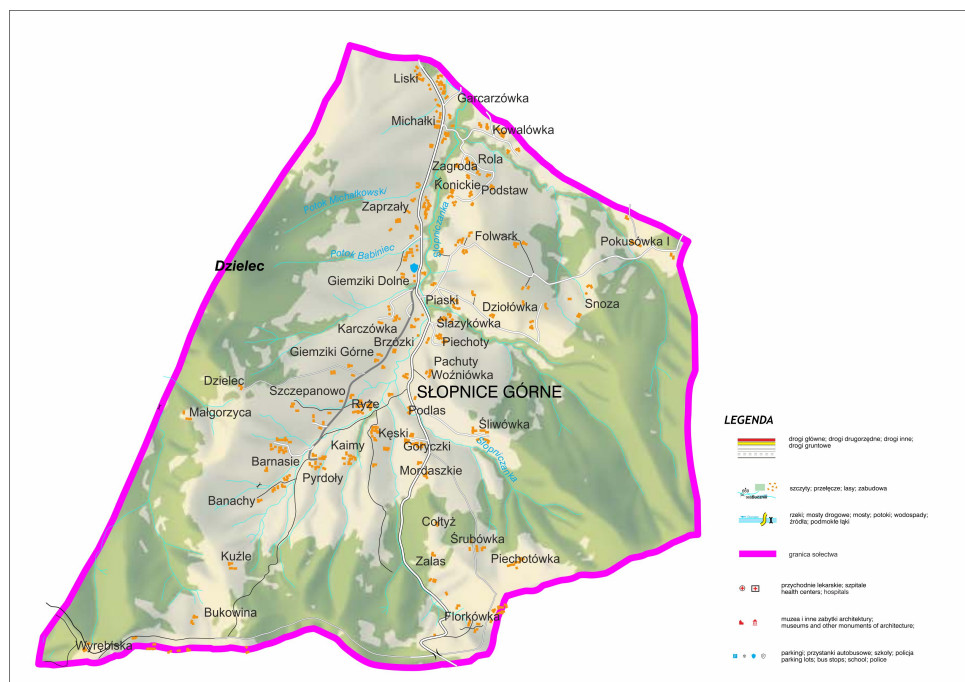 Liski
Garcarzówka
Michałki
Kowalówka
Rola
Zagroda
Konickie
Podstaw
Potok Michałkowski
Zaprzały
Słopniczanka
Folwark
Pokusówka I
Potok Babiniec
Dzielec
Giemziki Dolne
Piaski
Dziołówka
Snoza
Ślazykówka
Karczówka
Brzózki
Piechoty
Giemziki Górne
Pachuty
Woźniówka
Dzielec
Szczepanowo
SŁOPNICE GÓRNE
Ryże
Podlas
Małgorzyca
Śliwówka
Kęski
Kaimy
Goryczki
Słopniczanka
Barnasie
Mordaszkie
Pyrdoły
Banachy
Cołtyż
Śrubówka
Kuźle
Zalas
Piechotówka
Bukowina
Florkówka
Wyrębiska
LEGENDA
drogi główne; drogi drugorzędne; drogi inne;
drogi gruntowe
szczyty; przełęcze; lasy; zabudowa
rzeki; mosty drogowe; mosty; potoki; wodospady;
źródła; podmokłe łąki
granica sołectwa
przychodnie lekarskie; szpitale
health centers; hospitals
muzea i inne zabytki architektury;
museums and other monuments of architecture;
parkingi; przystanki autobusowe; szkoły; policja
parking lots; bus stops; school; police